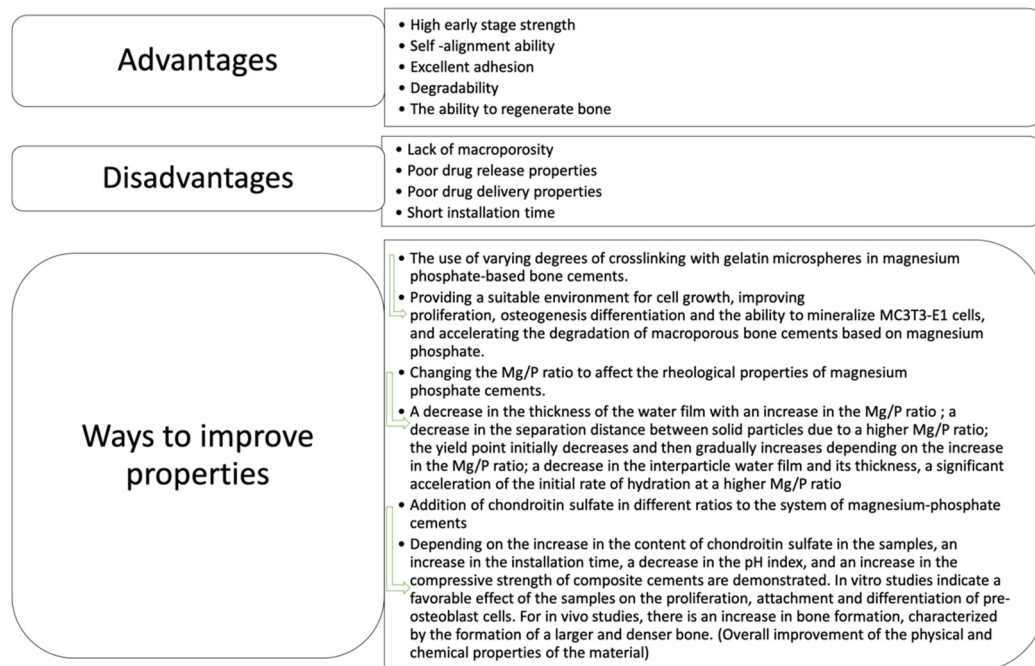 Advantages
• High early stage strength
• Self -alignment ability
• Excellent adhesion
• Degradability
• The ability to regenerate bone
Disadvantages
• Lack of macroporosity
• Poor drug release properties
• Poor drug delivery properties
• Short installation time
Ways to improve
properties
• The use of varying degrees of crosslinking with gelatin microspheres in magnesium
phosphate-based bone cements.
• Providing a suitable environment for cell growth, improving
proliferation, osteogenesis differentiation and the ability to mineralize MC3T3-E1 cells,
and accelerating the degradation of macroporous bone cements based on magnesium
phosphate.
• Changing the Mg/P ratio to affect the rheological properties of magnesium
phosphate cements.
• A decrease in the thickness of the water film with an increase in the Mg/P ratio ; a
decrease in the separation distance between solid particles due to a higher Mg/P ratio;
the yield point initially decreases and then gradually increases depending on the increase
in the Mg/P ratio; a decrease in the interparticle water film and its thickness, a significant
acceleration of the initial rate of hydration at a higher Mg/P ratio
• Addition of chondroitin sulfate in different ratios to the system of magnesium-phosphate
cements
• Depending on the increase in the content of chondroitin sulfate in the samples, an
increase in the installation time, a decrease in the pH index, and an increase in the
compressive strength of composite cements are demonstrated. In vitro studies indicate a
favorable effect of the samples on the proliferation, attachment and differentiation of pre-
osteoblast cells. For in vivo studies, there is an increase in bone formation, characterized
by the formation of a larger and denser bone. (Overall improvement of the physical and
chemical properties of the material)